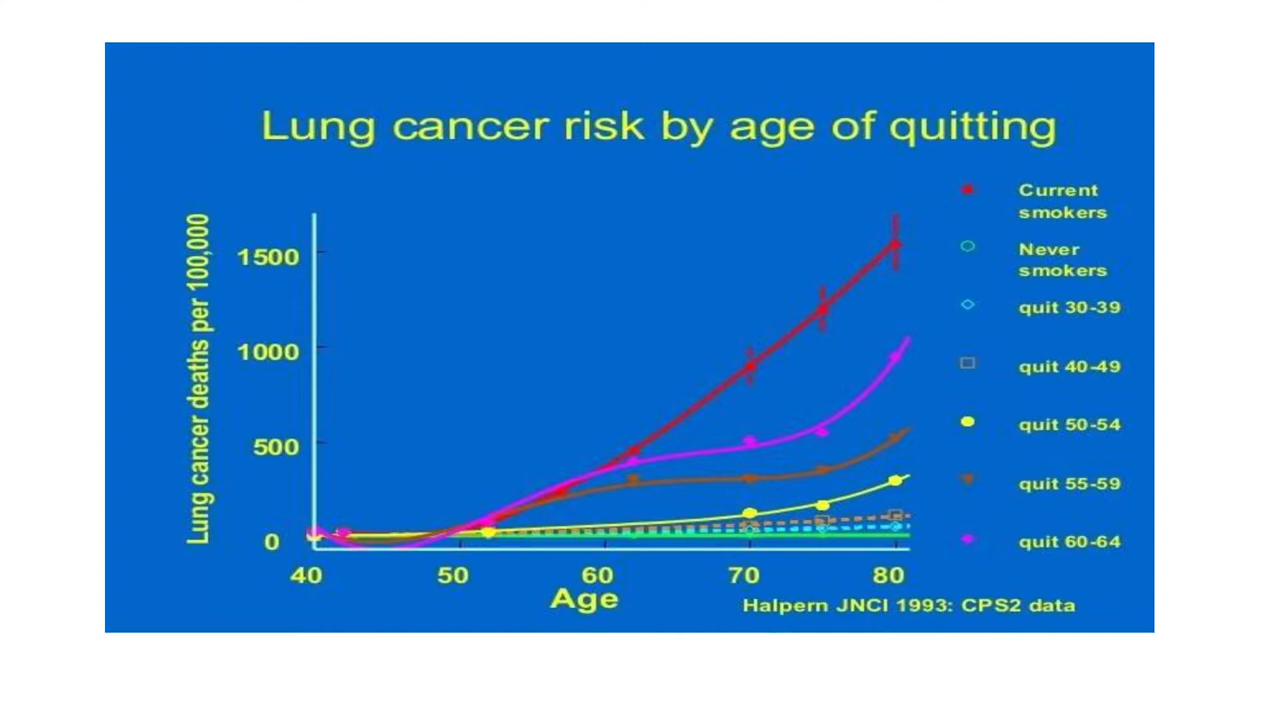 Lung cancer risk by age of quitting
Lung cancer deaths per 100,000
1500
1000
500
0
40 50 60 70 80
Age
Current
smokers
Never
smokers
quit 30-39
quit 40-49
quit 50-54
quit 55-59
quit 60-64
Halpern JNCI 1993: CPS2 data